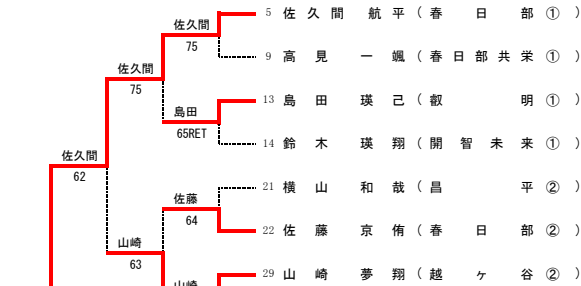 5 佐久間 航平 (春日部 ①)
佐久間
75
9 高見 一颯 (春日部共栄 ①)
佐久間
75
13 島田 瑛己 (叡明 ①)
島田
65RET
14 鈴木 瑛翔 (開智未来 ①)
佐久間
62
21 横山 和哉 (昌平 ②)
佐藤
64
22 佐藤 京侑 (春日部 ②)
山崎
63
29 山崎 夢翔 (越ヶ谷 ②)
山崎